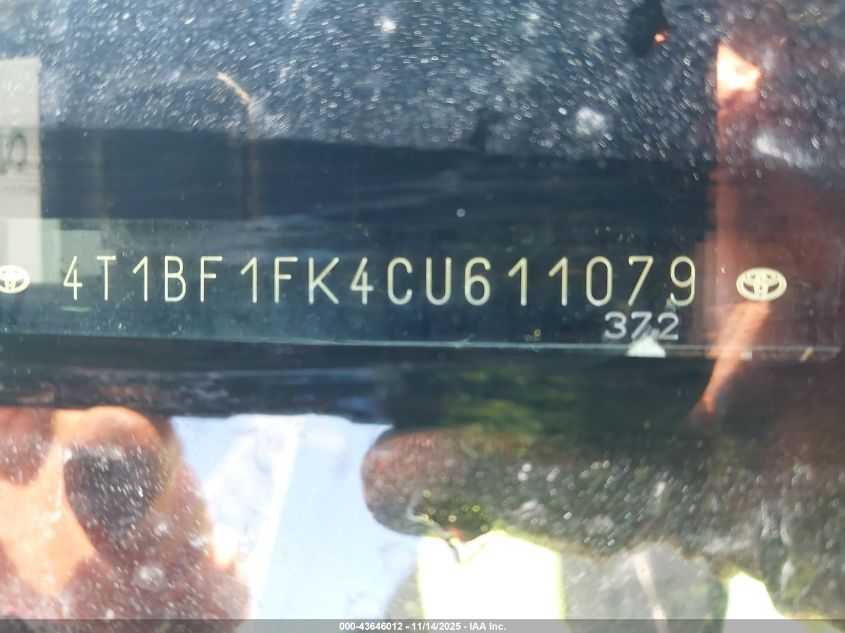 4T1BF1FK4CU611079
372
000-43646012 - 11/14/2025 - IAA Inc.